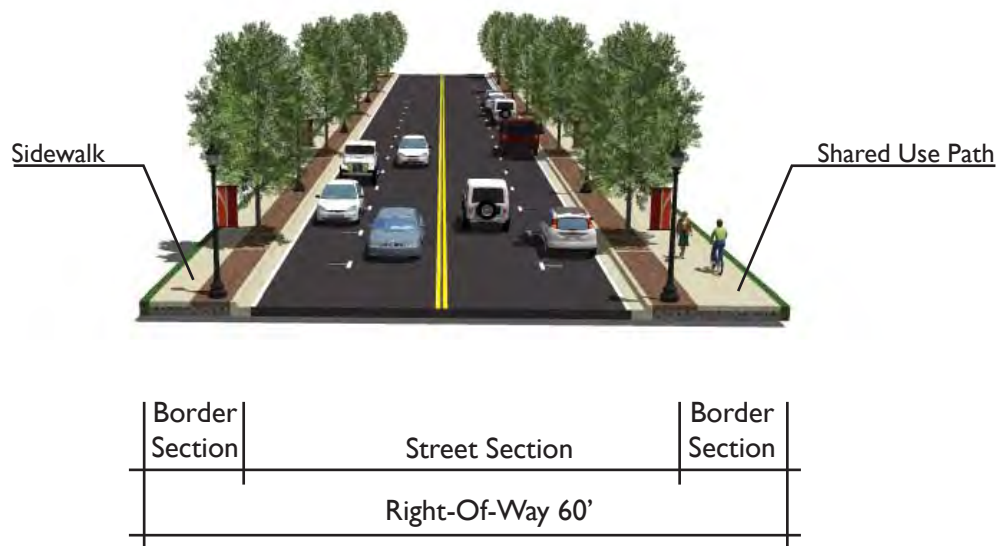 Sidewalk
Shared Use Path
Border
Section
Street Section
Border
Section
Right-Of-Way 60'